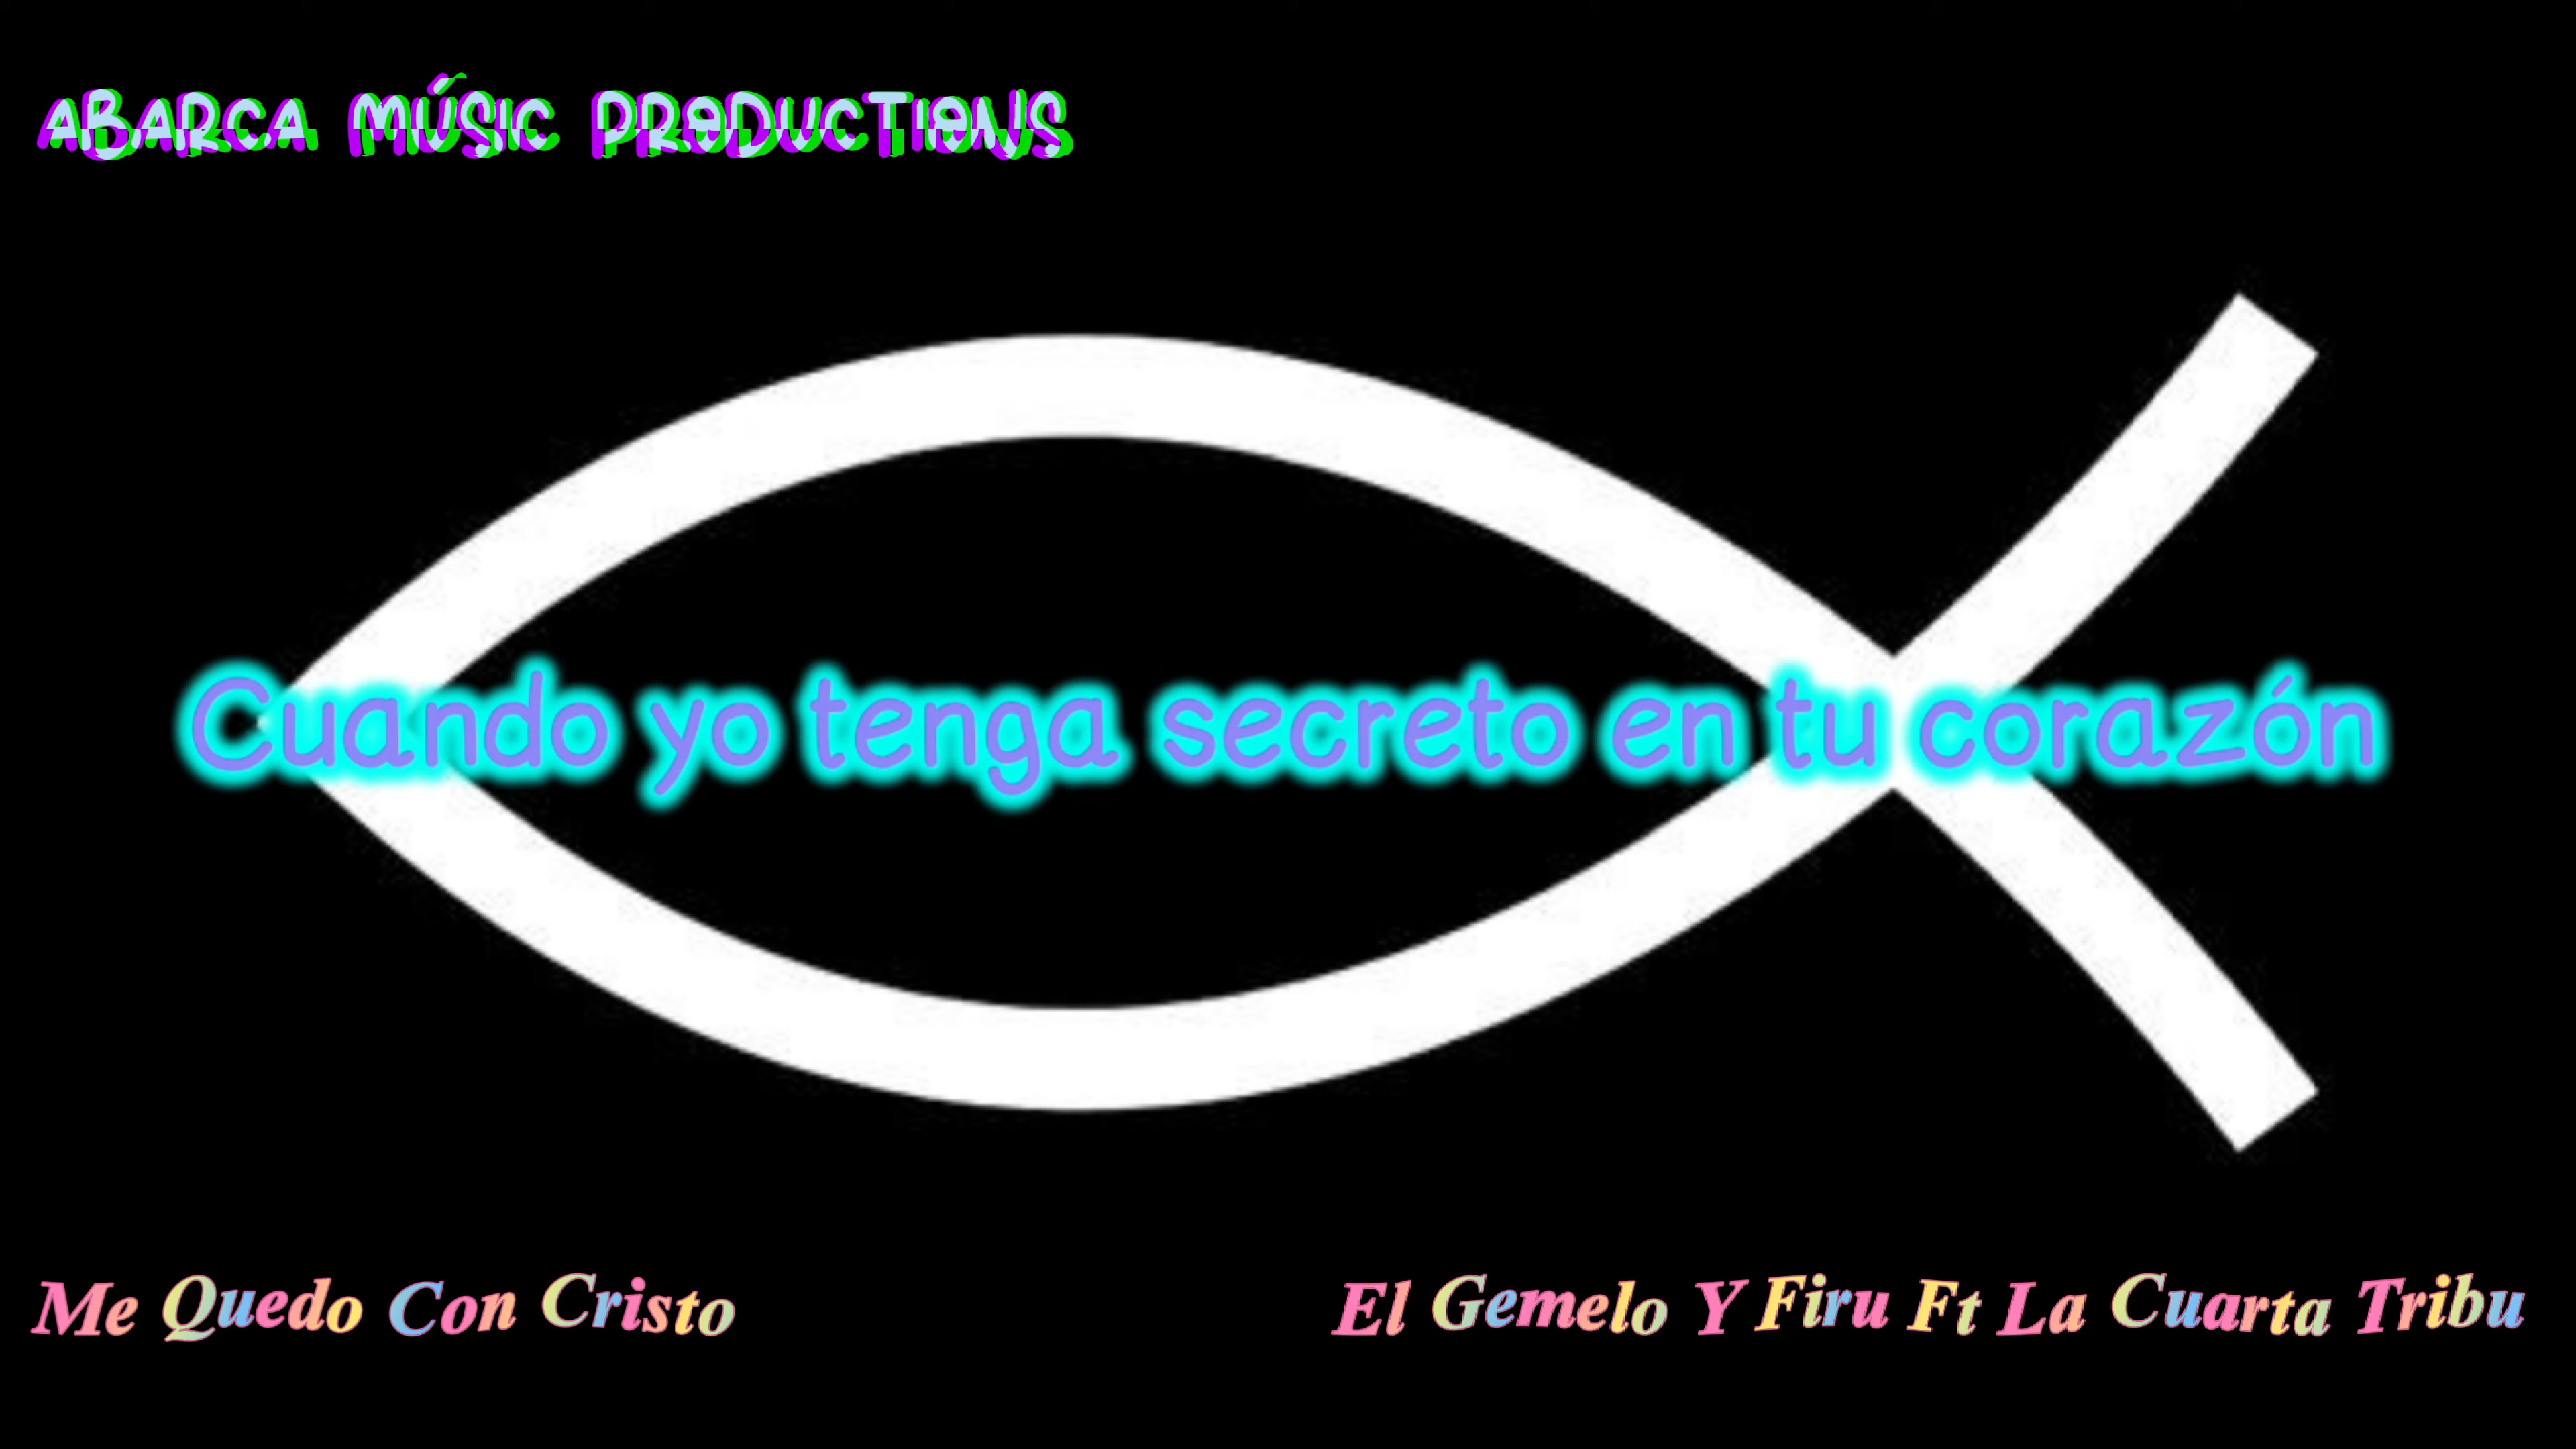 ABARCA MÚSIC PRODUCTIONS
Cuando yo tenga secreto en tu corazón
Me Quedo Con Cristo
El Gemelo Y Firu Ft La Cuarta Tribu